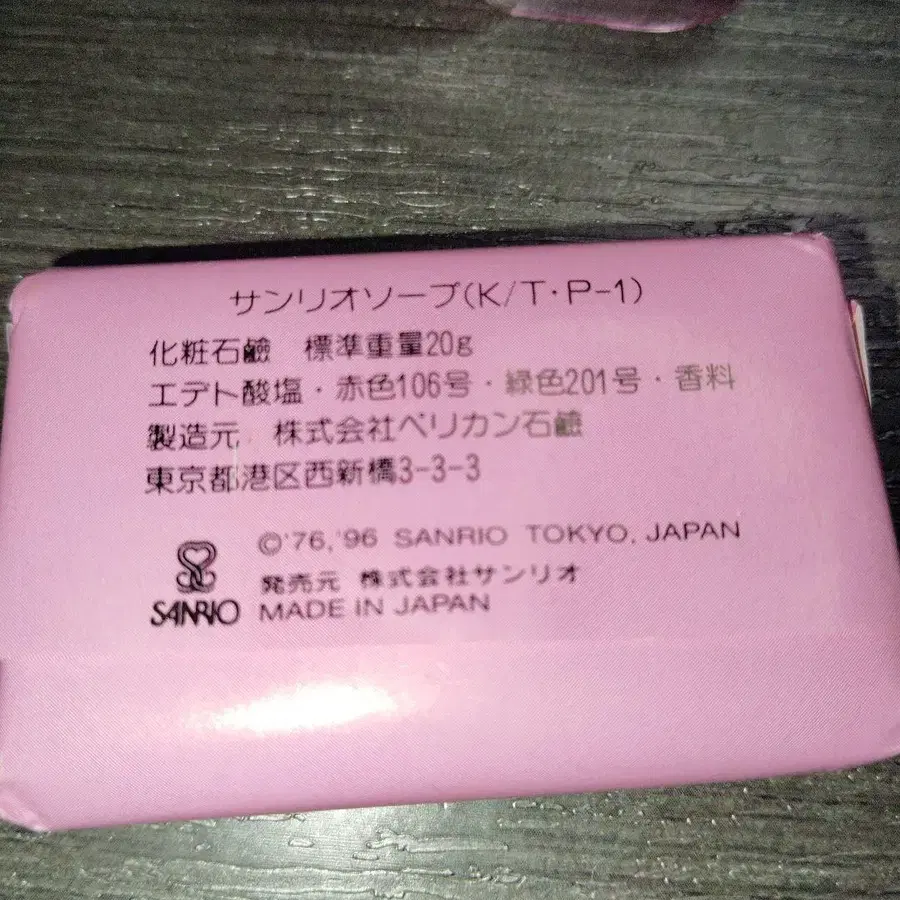 サンリオソープ(K/T・P-1)
化粧石鹼 標準重量20g
エデト酸塩・赤色106号・緑色201号・香料
製造元 株式会社ペリカン石鹼
東京都港区西新橋3-3-3
©'76,'96 SANRIO TOKYO, JAPAN
発売元 株式会社サンリオ
SANRIO MADE IN JAPAN